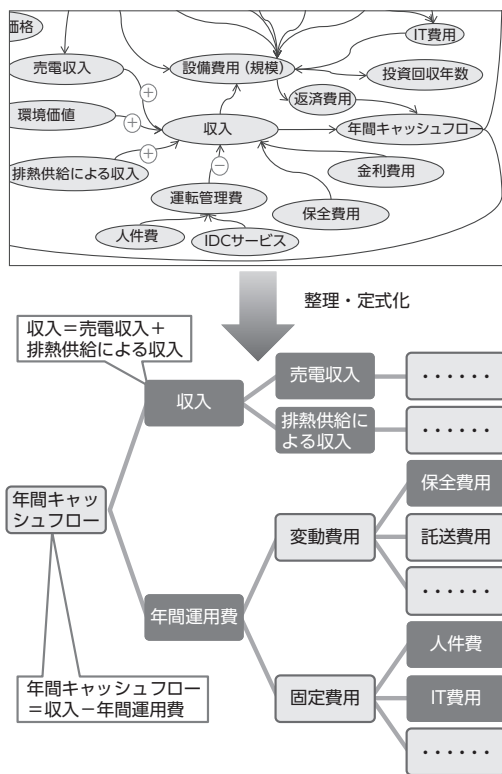 価格
IT費用
売電収入
設備費用（規模）
投資回収年数
返済費用
環境価値
収入
年間キャッシュフロー
排熱供給による収入
金利費用
運転管理費
保全費用
人件費
IDCサービス
整理・定式化
収入＝売電収入＋
排熱供給による収入
売電収入
・・・・・・
収入
排熱供給に
よる収入
・・・・・・
保全費用
年間キャッ
シュフロー
変動費用
託送費用
・・・・・・
年間運用費
人件費
年間キャッシュフロー
＝収入－年間運用費
固定費用
IT費用
・・・・・・